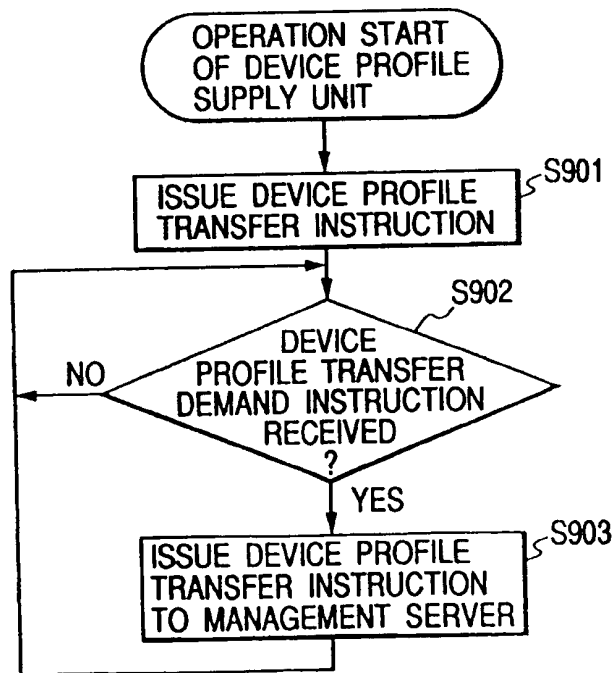 OPERATION START
OF DEVICE PROFILE
SUPPLY UNIT
S901
ISSUE DEVICE PROFILE
TRANSFER INSTRUCTION
S902
DEVICE
PROFILE TRANSFER
DEMAND INSTRUCTION
RECEIVED
?
NO
YES
S903
ISSUE DEVICE PROFILE
TRANSFER INSTRUCTION
TO MANAGEMENT SERVER